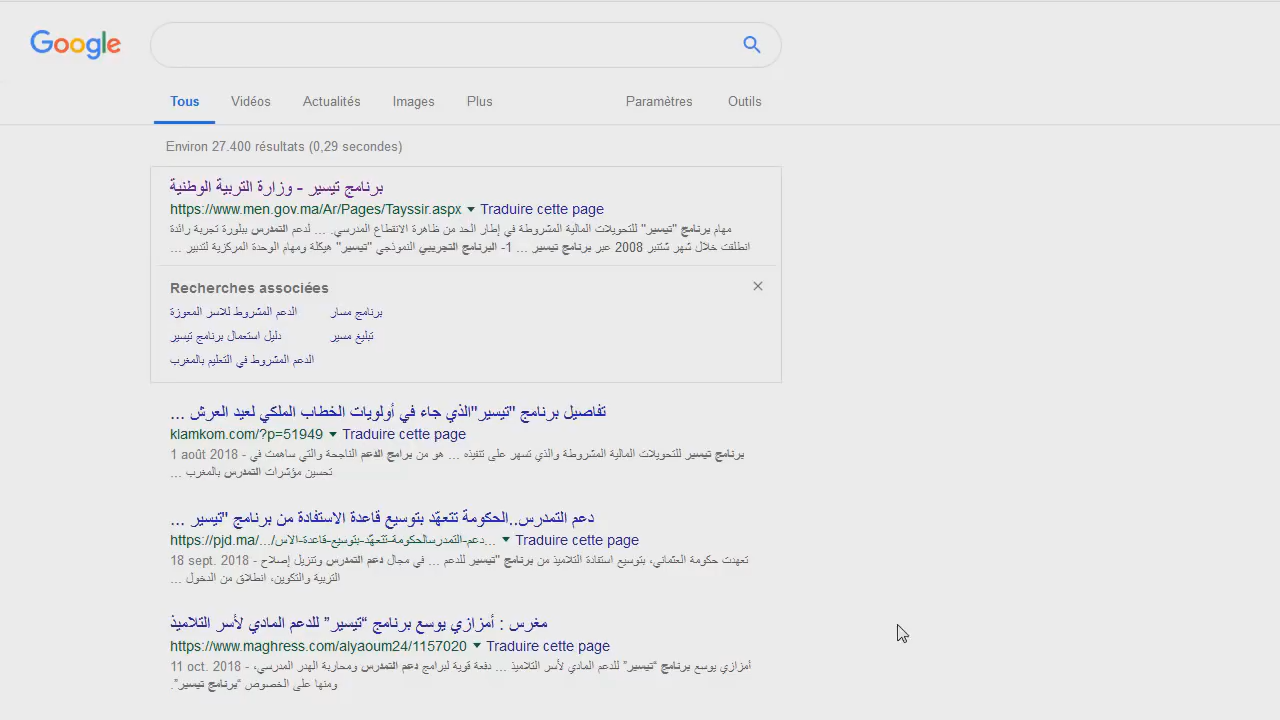 Google
Tous Vidéos Actualités Images Plus Paramètres Outils
Environ 27.400 résultats (0,29 secondes)
برنامج تيسير - وزارة التربية الوطنية
https://www.men.gov.ma/Ar/Pages/Tayssir.aspx Traduire cette page
مهام برنامج "تيسير" للتحويلات المالية المشروطة في إطار الحد من ظاهرة الانقطاع المدرسي. ... لدعم التمدرس ببلورة تجربة رائدة
انطلقت خلال شهر شتنبر 2008 عبر برنامج تيسير ... 1- البرنامج التجريبي النموذجي "تيسير" هيكلة ومهام الوحدة المركزية لتدبير ...
Recherches associées
الدعم المشروط للاسر المعوزة برنامج مسار
دليل استعمال برنامج تيسير تبليغ مسير
الدعم المشروط في التعليم بالمغرب
تفاصيل برنامج "تيسير"الذي جاء في أولويات الخطاب الملكي لعيد العرش ...
klamkom.com/?p=51949 Traduire cette page
1 août 2018 - برنامج تيسير للتحويلات المالية المشروطة والذي تسهر على تنفيذه ... هو من برامج الدعم الناجحة والتي ساهمت في
تحسين مؤشرات التمدرس بالمغرب ...
دعم التمدرس..الحكومة تتعهّد بتوسيع قاعدة الاستفادة من برنامج "تيسير ...
https://pjd.ma/.../دعم-التمدرسالحكومة-تتعهّد-بتوسيع-قاعدة-الاس... Traduire cette page
18 sept. 2018 - تعهدت حكومة العثماني، بتوسيع استفادة التلاميذ من برنامج "تيسير للدعم ... في مجال دعم التمدرس وتنزيل إصلاح
التربية والتكوين، انطلاق من الدخول ...
مغرس : أمزازي يوسع برنامج “تيسير” للدعم المادي لأسر التلاميذ
https://www.maghress.com/alyaoum24/1157020 Traduire cette page
11 oct. 2018 - أمزازي يوسع برنامج “تيسير” للدعم المادي لأسر التلاميذ ... دفعة قوية لبرامج دعم التمدرس ومحاربة الهدر المدرسي،
ومنها على الخصوص “برنامج تيسير”.